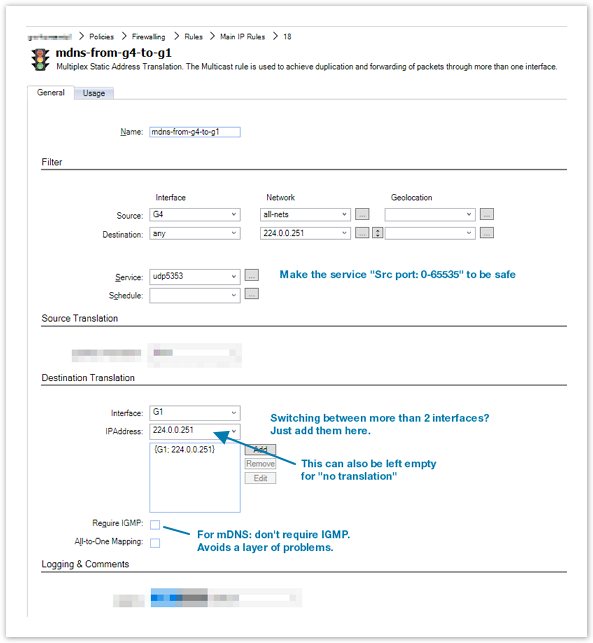 Policies > Firewalling > Rules > Main IP Rules > 18
mdns-from-g4-to-g1
Multiplex Static Address Translation. The Multicast rule is used to achieve duplication and forwarding of packets through more than one interface.
General Usage
Name: mdns-from-g4-to-g1
Filter
Interface Network Geolocation
Source: G4 all-nets ...
Destination: any 224.0.0.251 ...
Service: udp5353 ... Make the service "Src port: 0-65535" to be safe
Schedule: ...
Source Translation
Destination Translation
Interface: G1
Switching between more than 2 interfaces?
IPAddress: 224.0.0.251
Just add them here.
{G1; 224.0.0.251} Add
Remove
This can also be left empty
for "no translation"
Edit
Require IGMP:
For mDNS: don't require IGMP.
All-to-One Mapping:
Avoids a layer of problems.
Logging & Comments